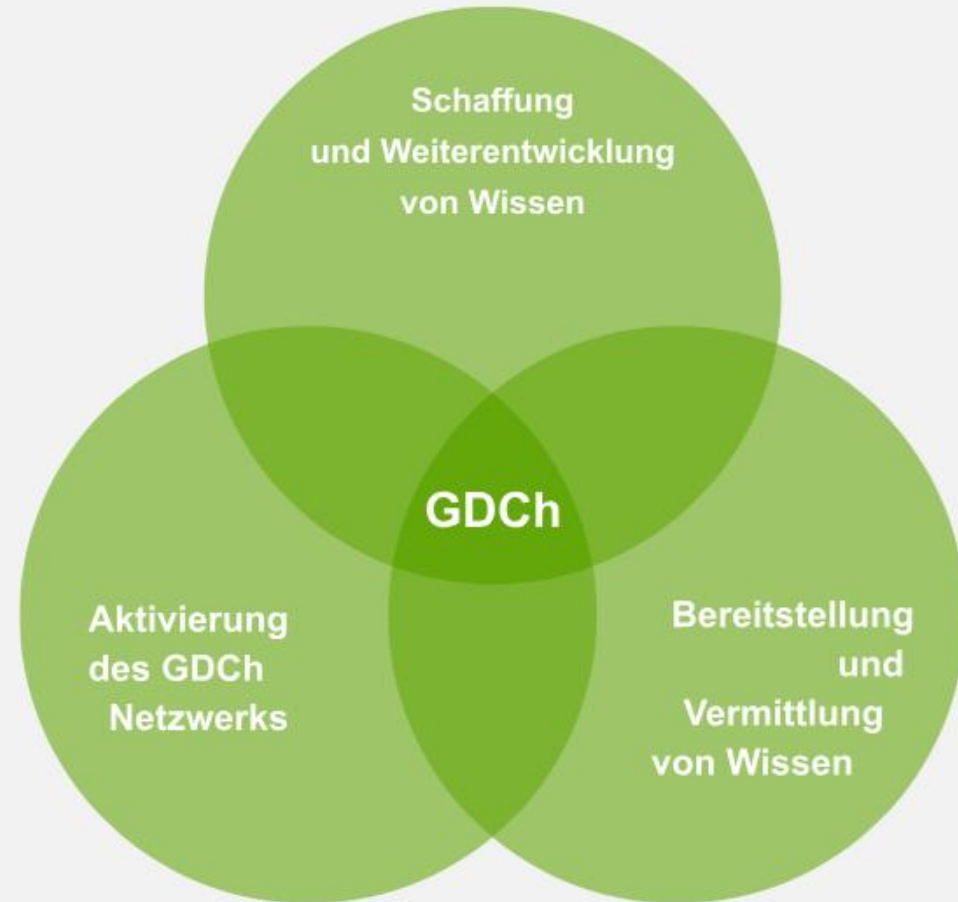 Schaffung
und Weiterentwicklung
von Wissen
GDCh
Aktivierung
des GDCh
Netzwerks
Bereitstellung
und
Vermittlung
von Wissen